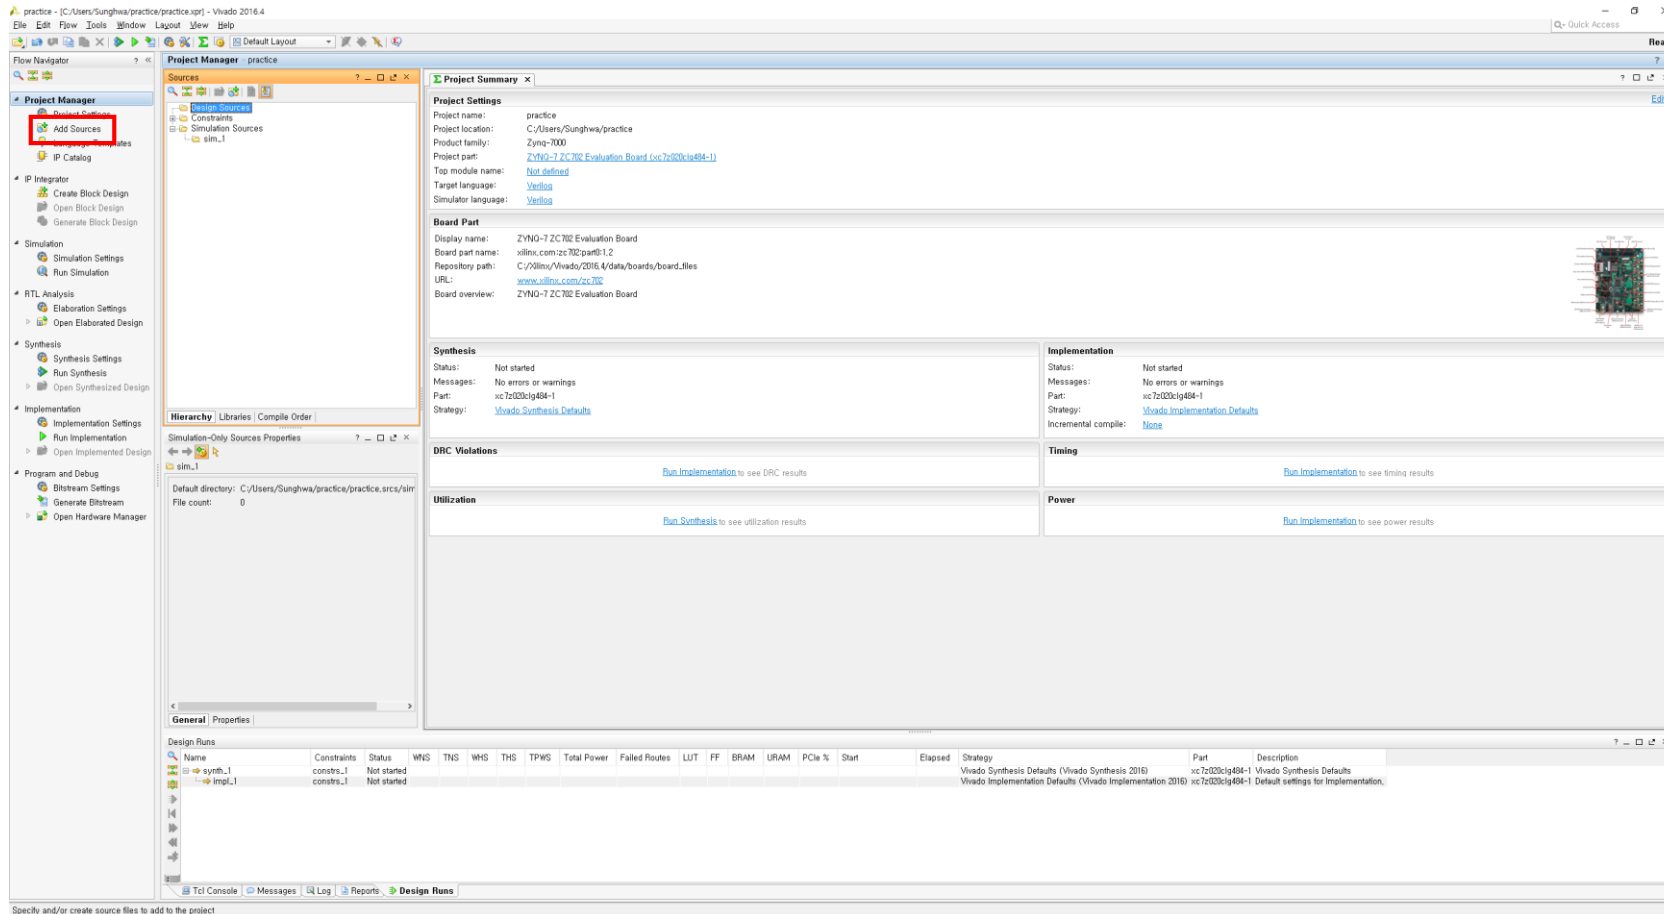 practice - [C:/Users/Sunghwa/practice/practice.xpr] - Vivado 2016.4
File Edit Flow Tools Window Layout View Help
Q- Quick Access
Default Layout
Rea
Flow Navigator ? «
Project Manager - practice ?
Sources ?
Project Summary ×
?
Project Manager
Project Settings
Add Sources
Language Templates
IP Catalog
IP Integrator
Create Block Design
Open Block Design
Generate Block Design
Simulation
Simulation Settings
Run Simulation
RTL Analysis
Elaboration Settings
Open Elaborated Design
Synthesis
Synthesis Settings
Run Synthesis
Open Synthesized Design
Implementation
Implementation Settings
Run Implementation
Open Implemented Design
Program and Debug
Bitstream Settings
Generate Bitstream
Open Hardware Manager
Design Sources
Constraints
Simulation Sources
sim_1
Hierarchy Libraries Compile Order
Simulation-Only Sources Properties ?
sim_1
Default directory: C:/Users/Sunghwa/practice/practice.srcs/sim
File count: 0
General Properties
Project Settings Edi
Project name: practice
Project location: C:/Users/Sunghwa/practice
Product family: Zynq-7000
Project part: ZYNQ-7 ZC702 Evaluation Board (xc7z020clg484-1)
Top module name: Not defined
Target language: Verilog
Simulator language: Verilog
Board Part
Display name: ZYNQ-7 ZC702 Evaluation Board
Board part name: xilinx.com:zc702:part0:1.2
Repository path: C:/Xilinx/Vivado/2016.4/data/boards/board_files
URL: www.xilinx.com/zc702
Board overview: ZYNQ-7 ZC702 Evaluation Board
Synthesis
Status: Not started
Messages: No errors or warnings
Part: xc7z020clg484-1
Strategy: Vivado Synthesis Defaults
Implementation
Status: Not started
Messages: No errors or warnings
Part: xc7z020clg484-1
Strategy: Vivado Implementation Defaults
Incremental compile: None
DRC Violations
Run Implementation to see DRC results
Timing
Run Implementation to see timing results
Utilization
Run Synthesis to see utilization results
Power
Run Implementation to see power results
Design Runs ?
Name Constraints Status WNS TNS WHS THS TPWS Total Power Failed Routes LUT FF BRAM URAM PCIe % Start Elapsed Strategy Part Description
synth_1 constrs_1 Not started Vivado Synthesis Defaults (Vivado Synthesis 2016) xc7z020clg484-1 Vivado Synthesis Defaults
impl_1 constrs_1 Not started Vivado Implementation Defaults (Vivado Implementation 2016) xc7z020clg484-1 Default settings for Implementation.
Tcl Console Messages Log Reports Design Runs
Specify and/or create source files to add to the project